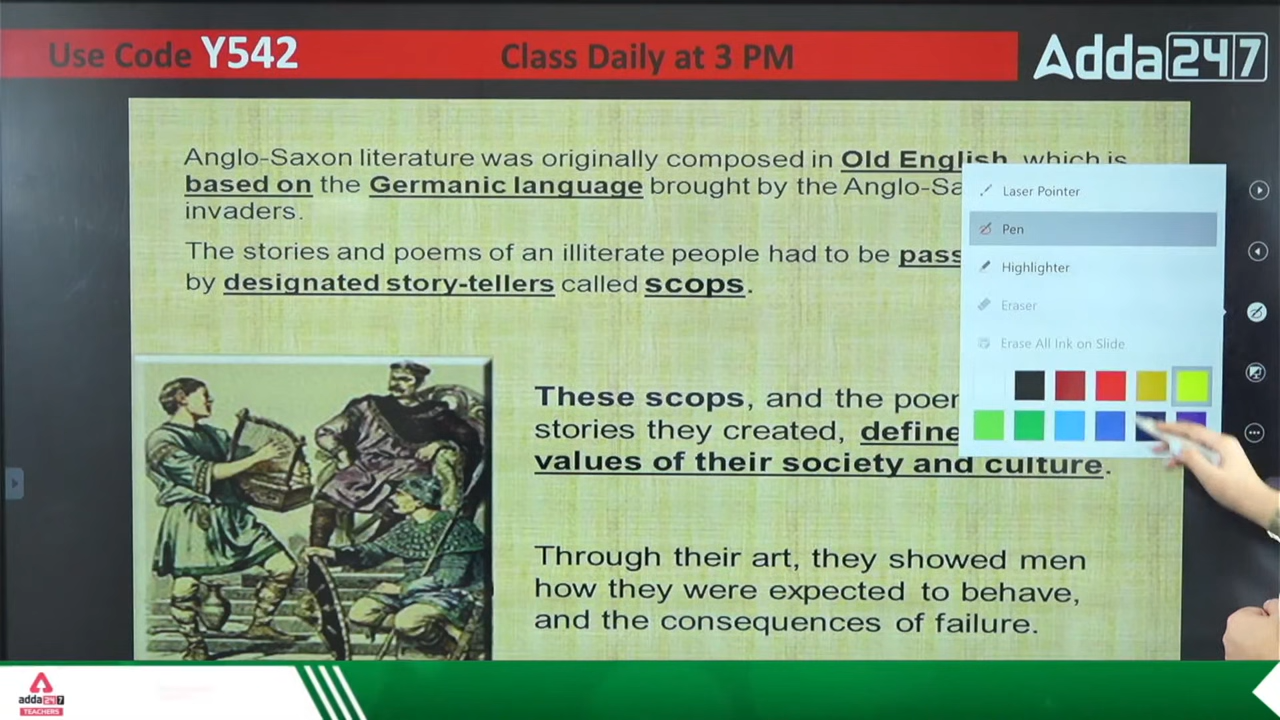 Use Code Y542
Class Daily at 3 PM
Adda247
Anglo-Saxon literature was originally composed in Old English, which is
based on the Germanic language brought by the Anglo-Sa
invaders.
The stories and poems of an illiterate people had to be pass
by designated story-tellers called scops.
Laser Pointer
Pen
Highlighter
Eraser
Erase All Ink on Slide
These scops, and the poe
stories they created, define
values of their society and culture.
Through their art, they showed men
how they were expected to behave,
and the consequences of failure.
adda247
TEACHERS